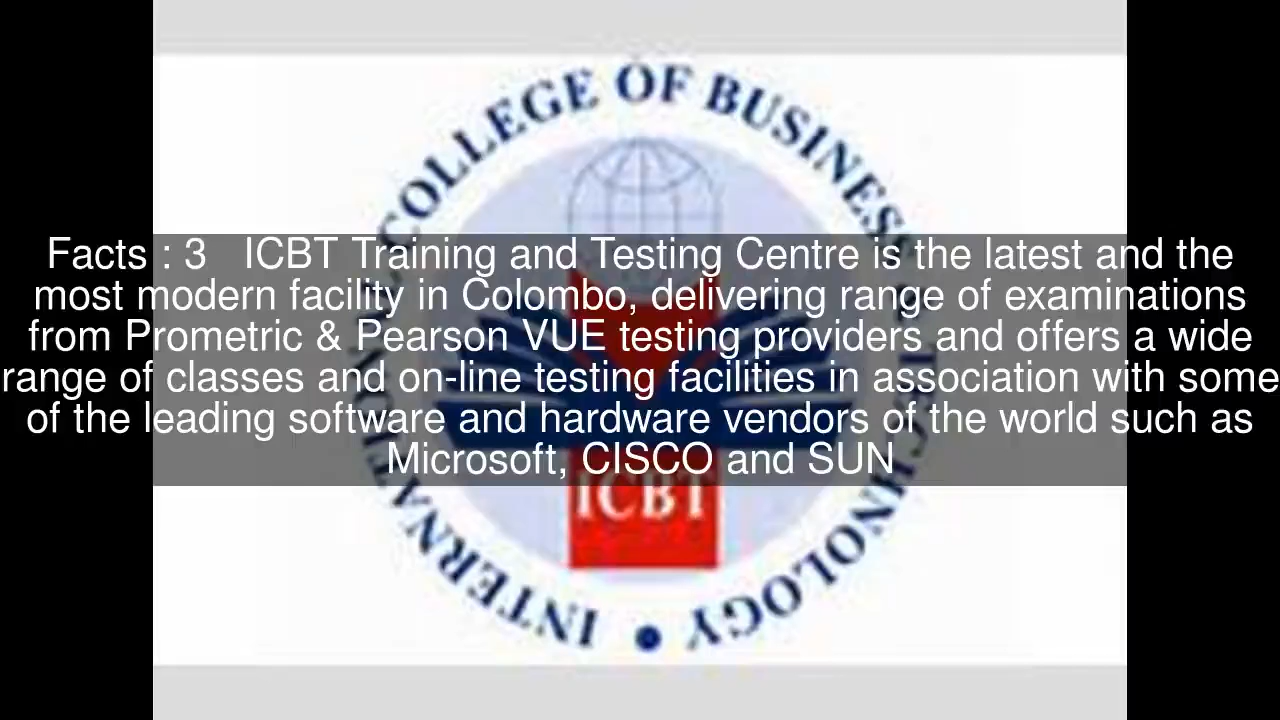 INTERNATIONAL COLLEGE OF BUSINESS
TECHNOLOGY
Facts : 3   ICBT Training and Testing Centre is the latest and the
most modern facility in Colombo, delivering range of examinations
from Prometric & Pearson VUE testing providers and offers a wide
range of classes and on-line testing facilities in association with some
of the leading software and hardware vendors of the world such as
Microsoft, CISCO and SUN
ICBT